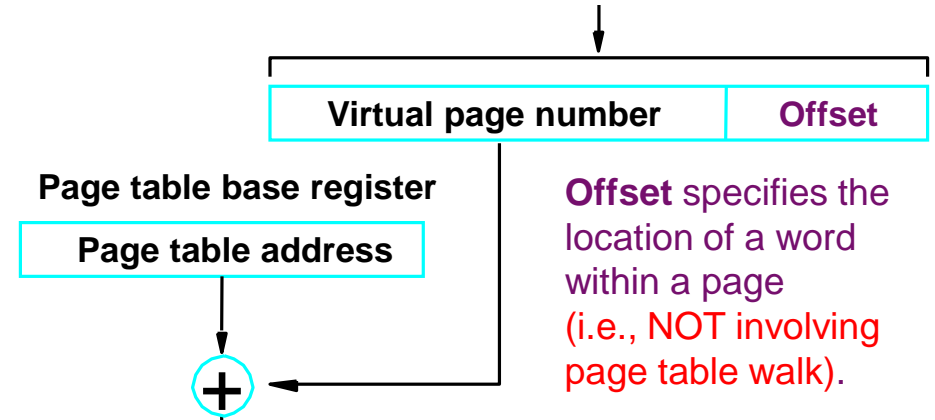 Virtual page number Offset
Page table base register
Page table address
+
Offset specifies the
location of a word
within a page
(i.e., NOT involving
page table walk).